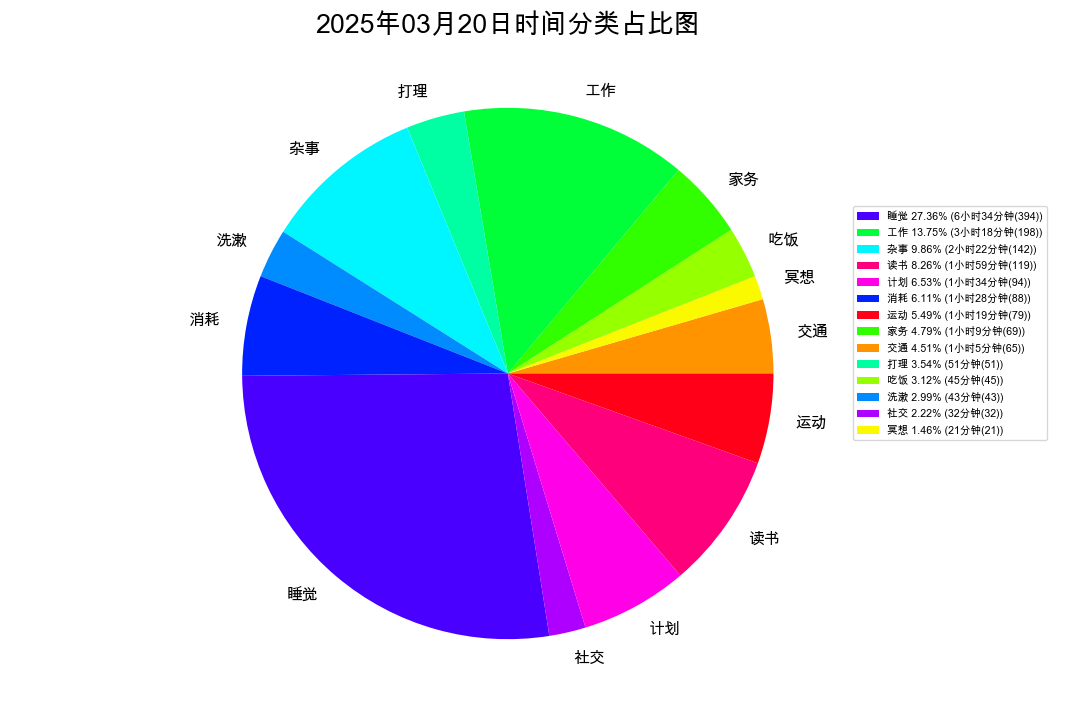 2025年03月20日时间分类占比图
工作
打理
杂事
家务
洗漱
吃饭
冥想
消耗
交通
运动
读书
睡觉
计划
社交
睡觉 27.36% (6小时34分钟(394))
工作 13.75% (3小时18分钟(198))
杂事 9.86% (2小时22分钟(142))
读书 8.26% (1小时59分钟(119))
计划 6.53% (1小时34分钟(94))
消耗 6.11% (1小时28分钟(88))
运动 5.49% (1小时19分钟(79))
家务 4.79% (1小时9分钟(69))
交通 4.51% (1小时5分钟(65))
打理 3.54% (51分钟(51))
吃饭 3.12% (45分钟(45))
洗漱 2.99% (43分钟(43))
社交 2.22% (32分钟(32))
冥想 1.46% (21分钟(21))